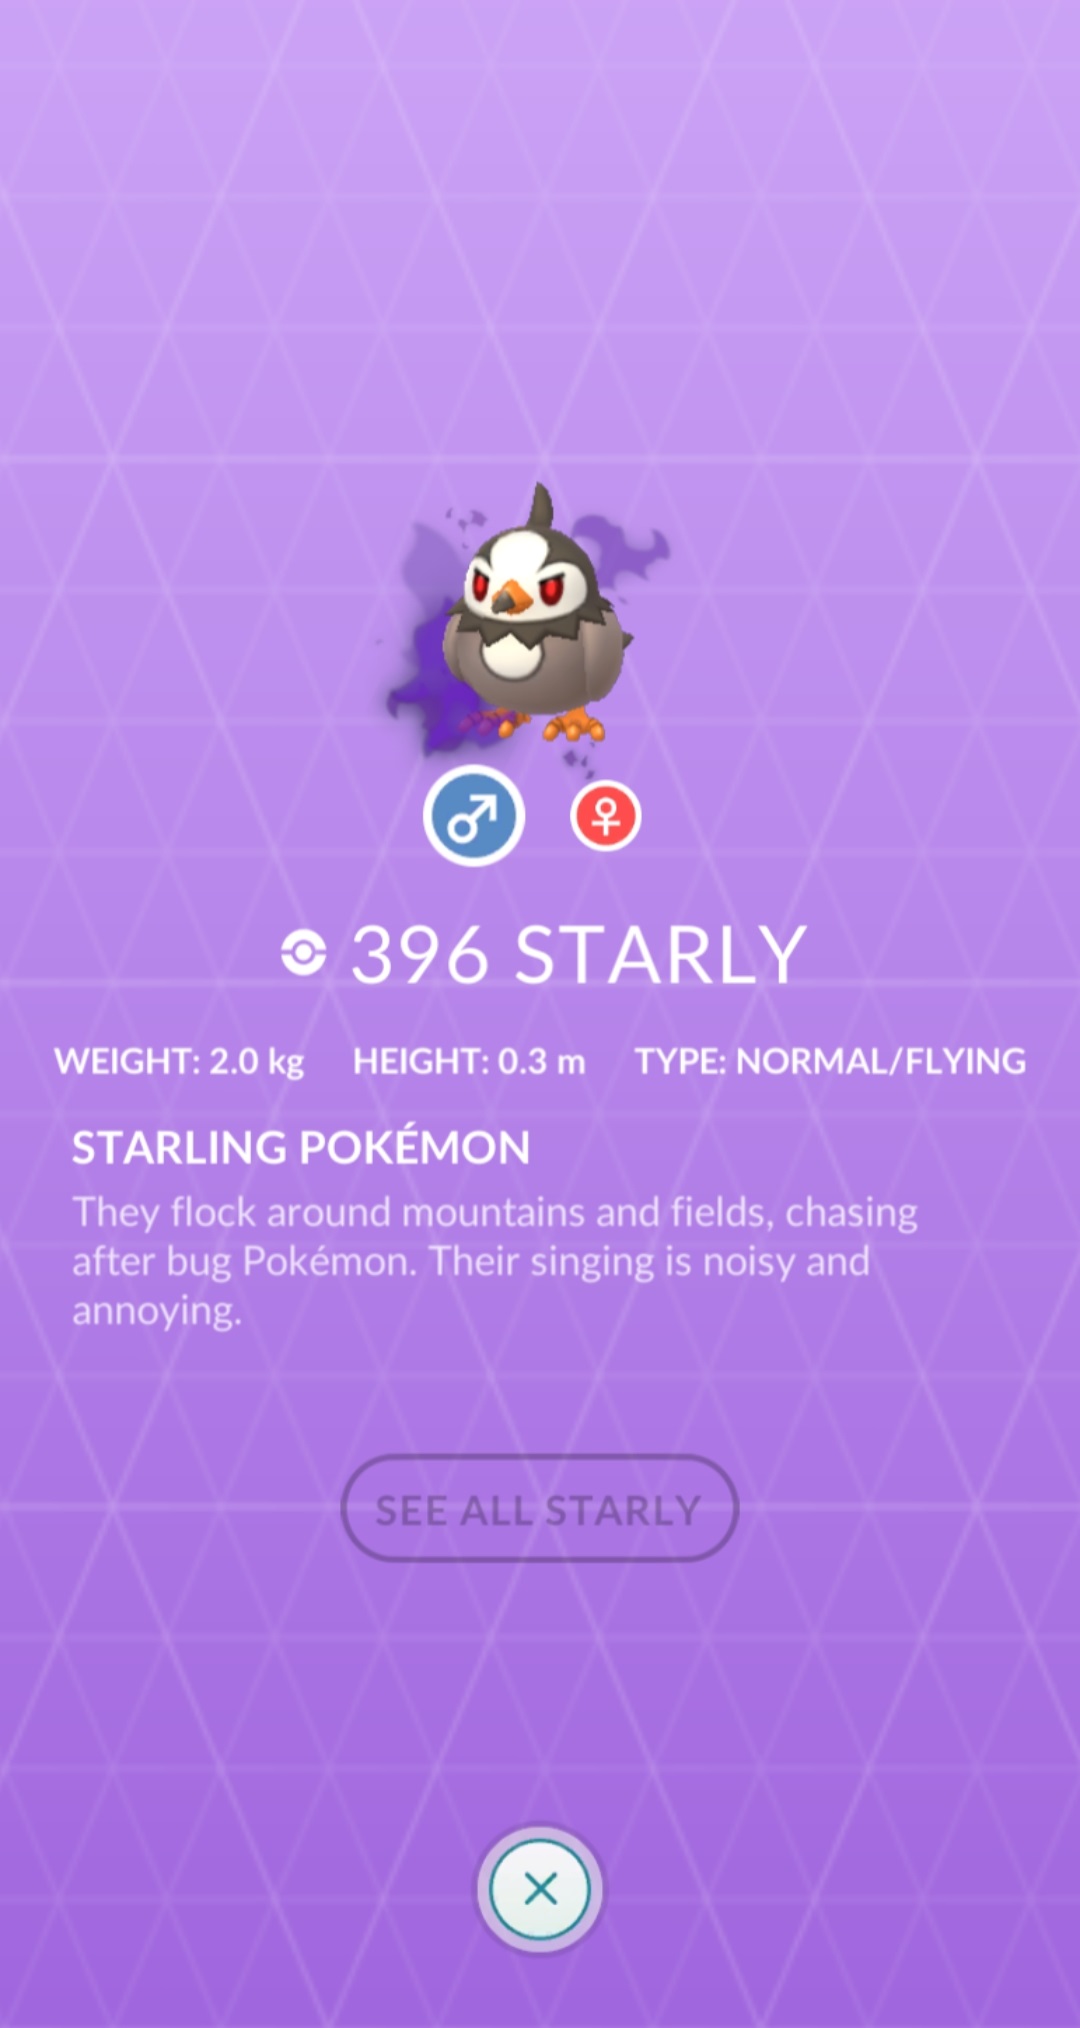 396 STARLY
WEIGHT: 2.0 kg HEIGHT: 0.3 m TYPE: NORMAL/FLYING
STARLING POKÉMON
They flock around mountains and fields, chasing
after bug Pokémon. Their singing is noisy and
annoying.
SEE ALL STARLY